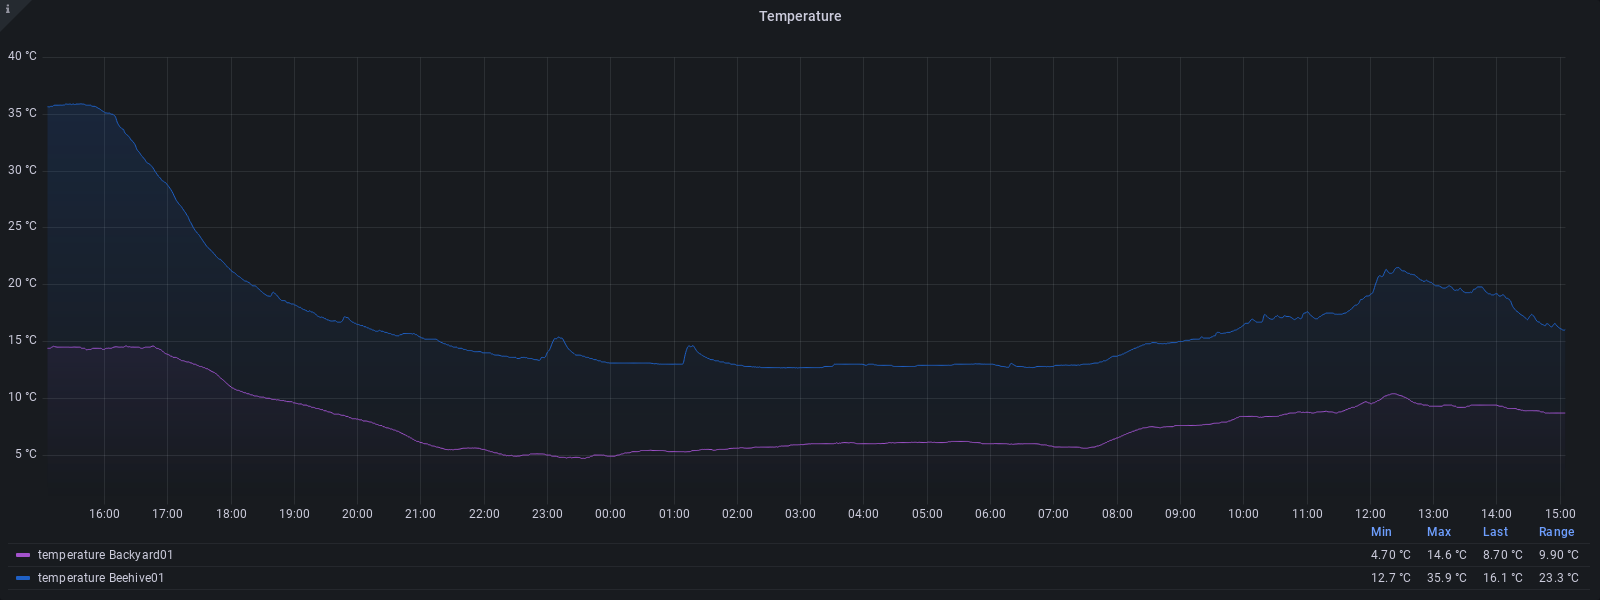 i
Temperature
40 °C
35 °C
30 °C
25 °C
20 °C
15 °C
10 °C
5 °C
16:00 17:00 18:00 19:00 20:00 21:00 22:00 23:00 00:00 01:00 02:00 03:00 04:00 05:00 06:00 07:00 08:00 09:00 10:00 11:00 12:00 13:00 14:00 15:00
Min Max Last Range
temperature Backyard01 4.70 °C 14.6 °C 8.70 °C 9.90 °C
temperature Beehive01 12.7 °C 35.9 °C 16.1 °C 23.3 °C